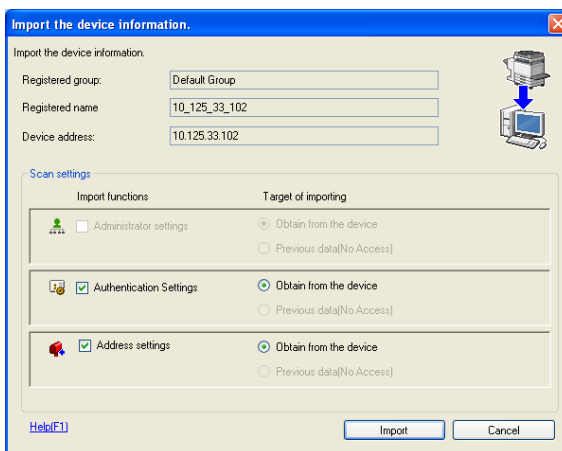 Import the device information.
Import the device information.
Registered group: Default Group
Registered name 10_125_33_102
Device address: 10.125.33.102
Scan settings
Import functions Target of importing
Administrator settings Obtain from the device
Previous data(No Access)
Authentication Settings Obtain from the device
Previous data(No Access)
Address settings Obtain from the device
Previous data(No Access)
Help(F1) Import Cancel